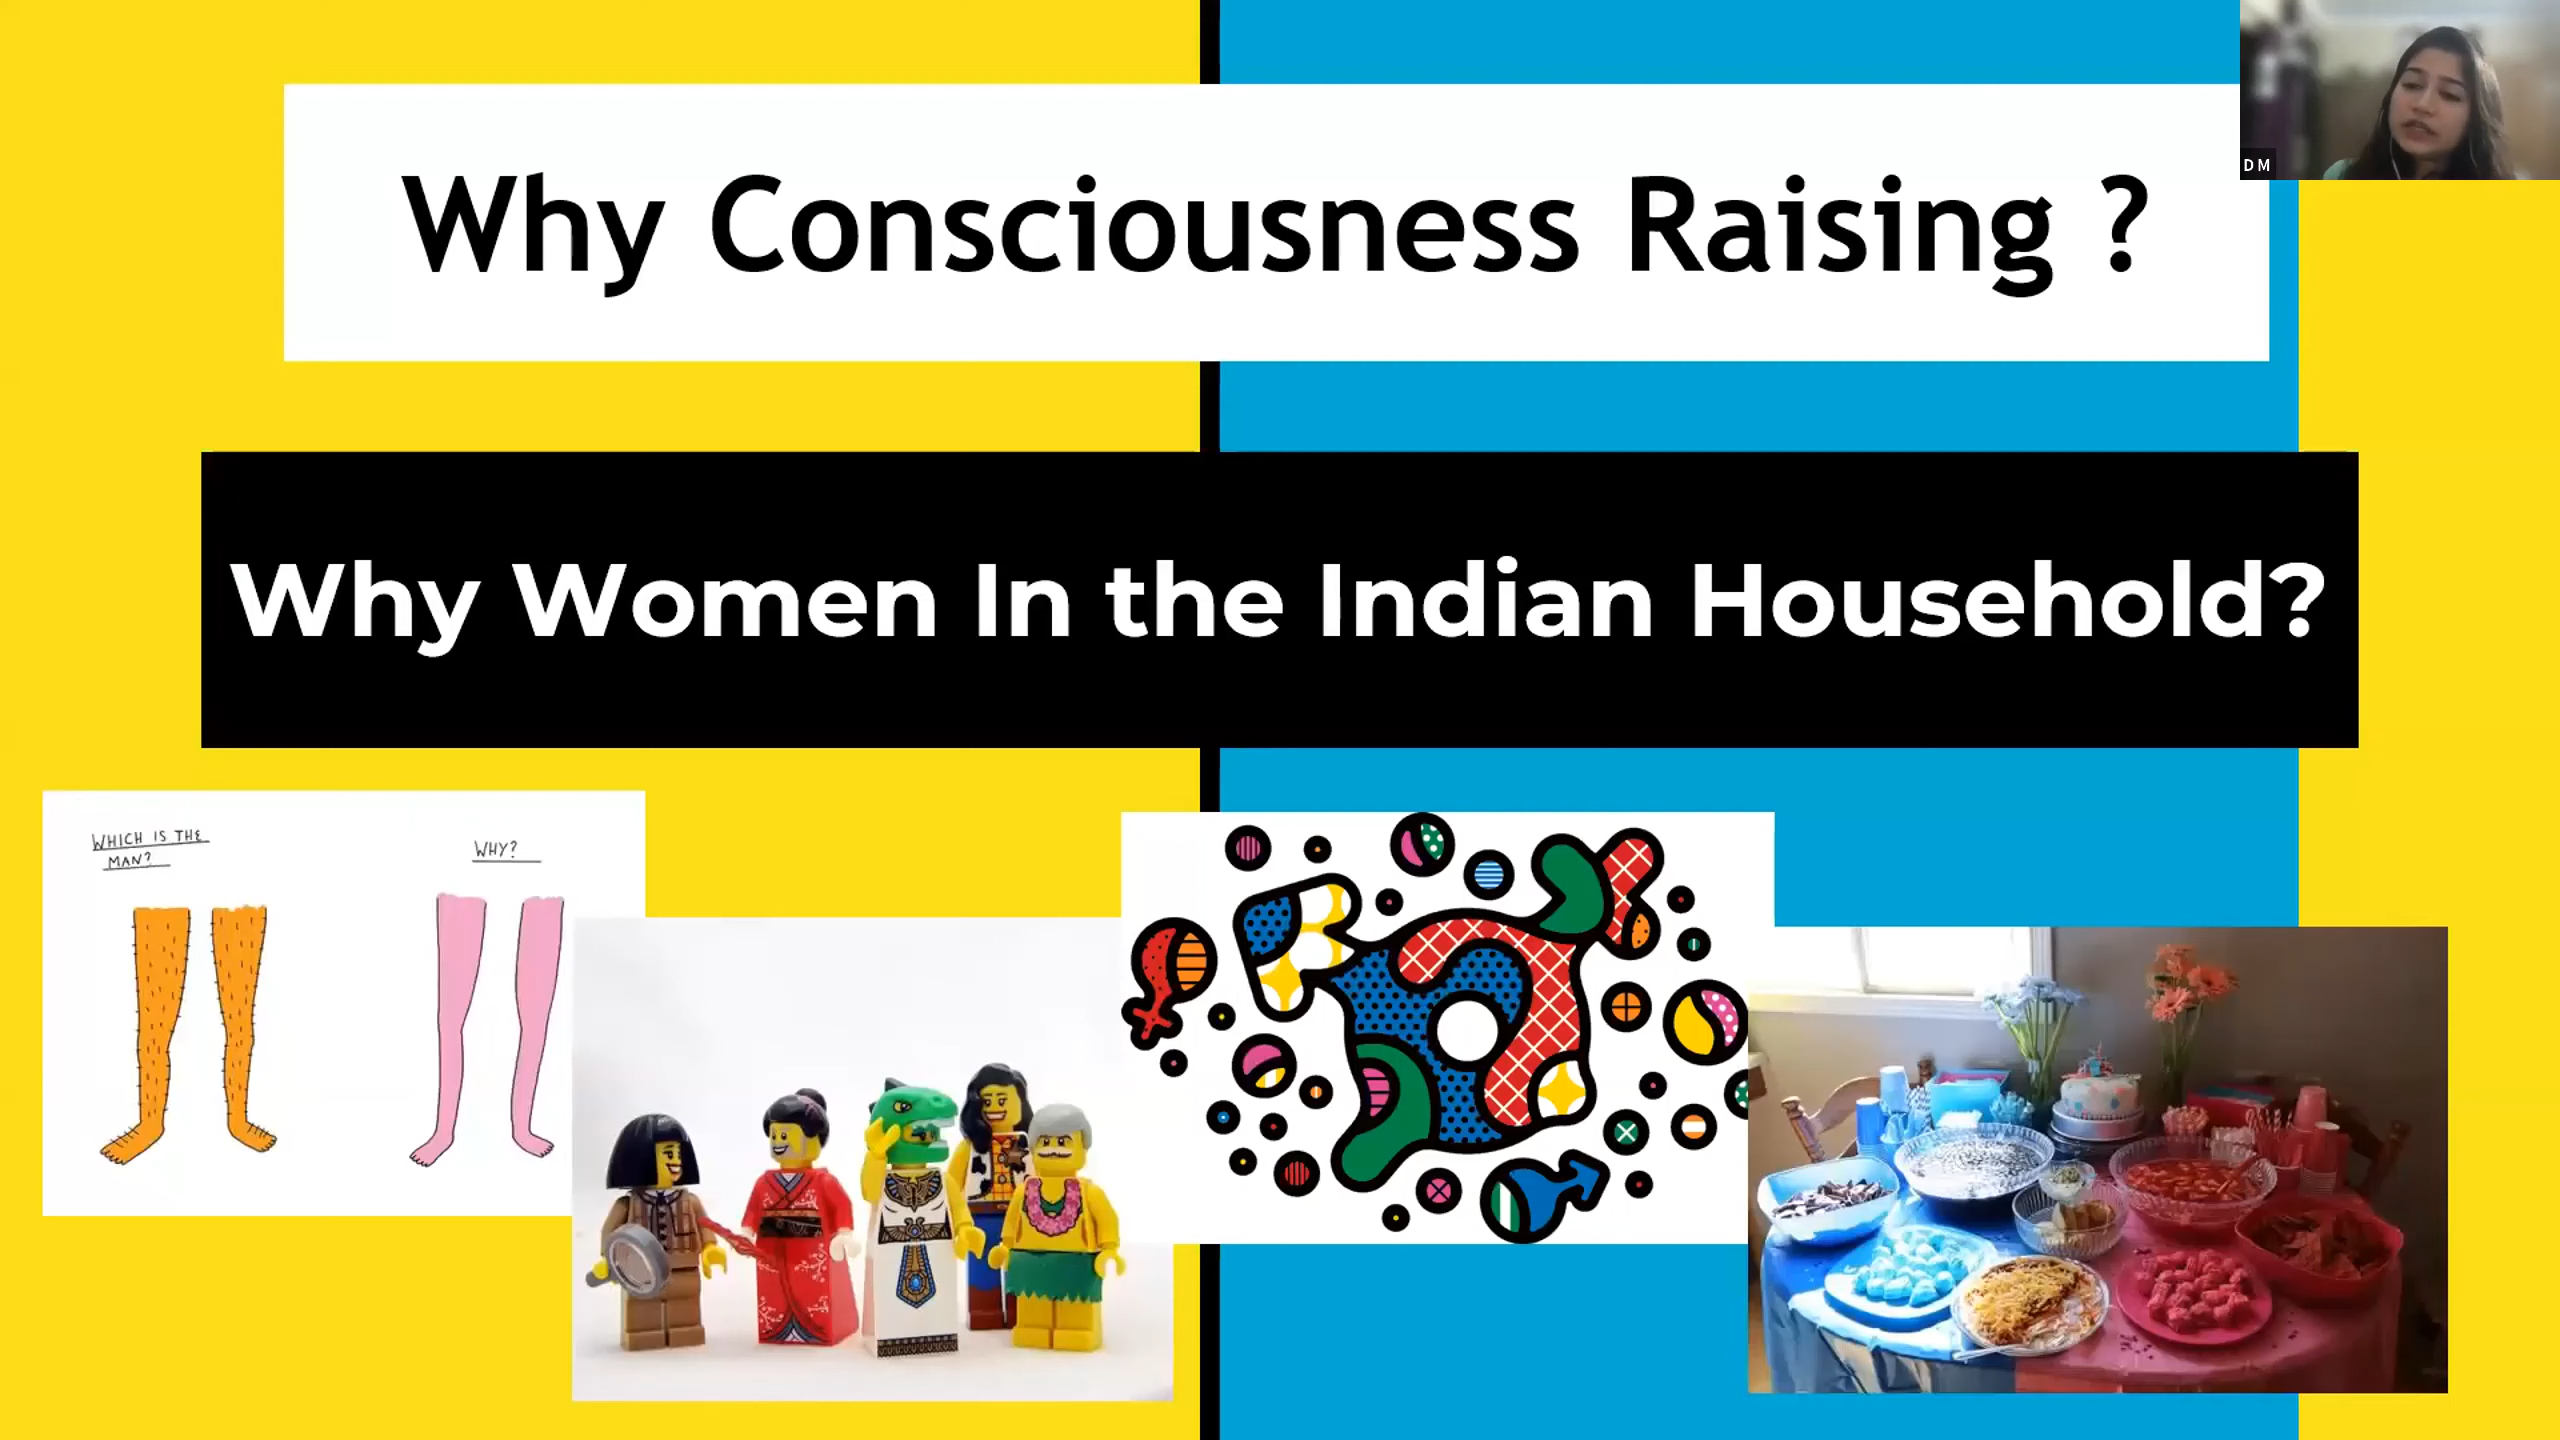 Why Consciousness Raising ?
DM
Why Women In the Indian Household?
WHICH IS THE
MAN?
WHY?